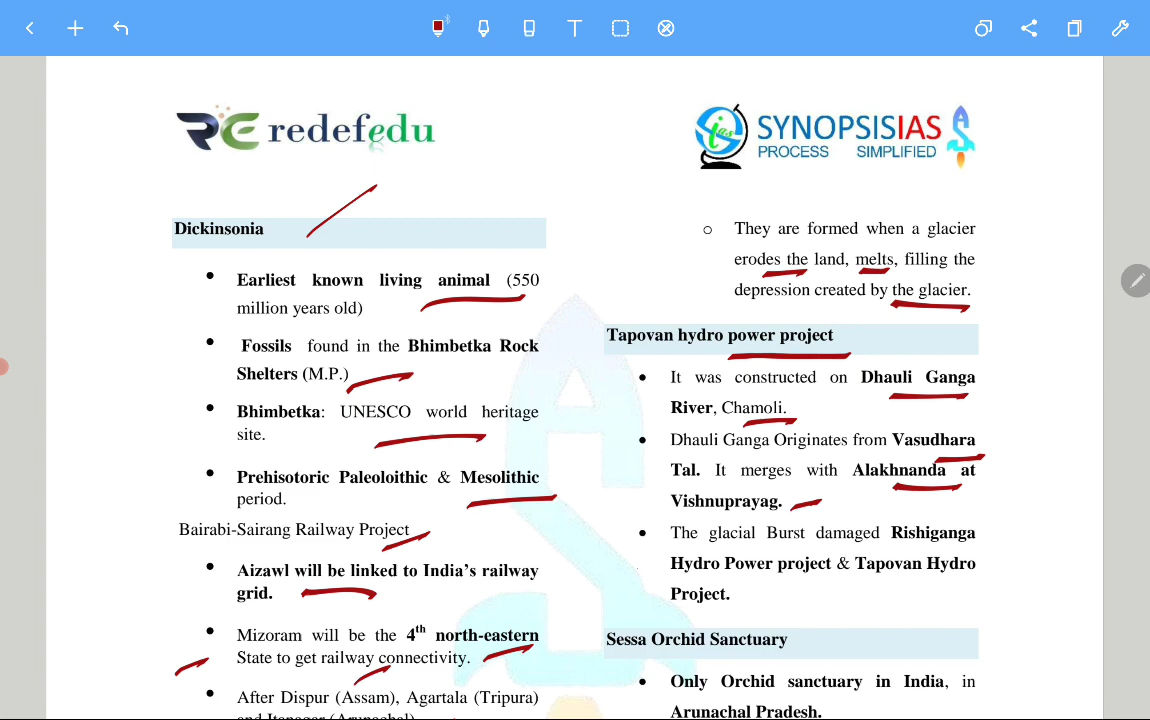 redefedu
SYNOPSISIAS
PROCESS SIMPLIFIED
Dickinsonia
• Earliest known living animal (550
million years old)
• Fossils found in the Bhimbetka Rock
Shelters (M.P.)
• Bhimbetka: UNESCO world heritage
site.
• Prehisotoric Paleoloithic & Mesolithic
period.
Bairabi-Sairang Railway Project
• Aizawl will be linked to India's railway
grid.
• Mizoram will be the 4th north-eastern
State to get railway connectivity.
• After Dispur (Assam), Agartala (Tripura)
and Itanagar (Arunachal)
o They are formed when a glacier
erodes the land, melts, filling the
depression created by the glacier.
Tapovan hydro power project
• It was constructed on Dhauli Ganga
River, Chamoli.
• Dhauli Ganga Originates from Vasudhara
Tal. It merges with Alakhnanda at
Vishnuprayag.
• The glacial Burst damaged Rishiganga
Hydro Power project & Tapovan Hydro
Project.
Sessa Orchid Sanctuary
• Only Orchid sanctuary in India, in
Arunachal Pradesh.